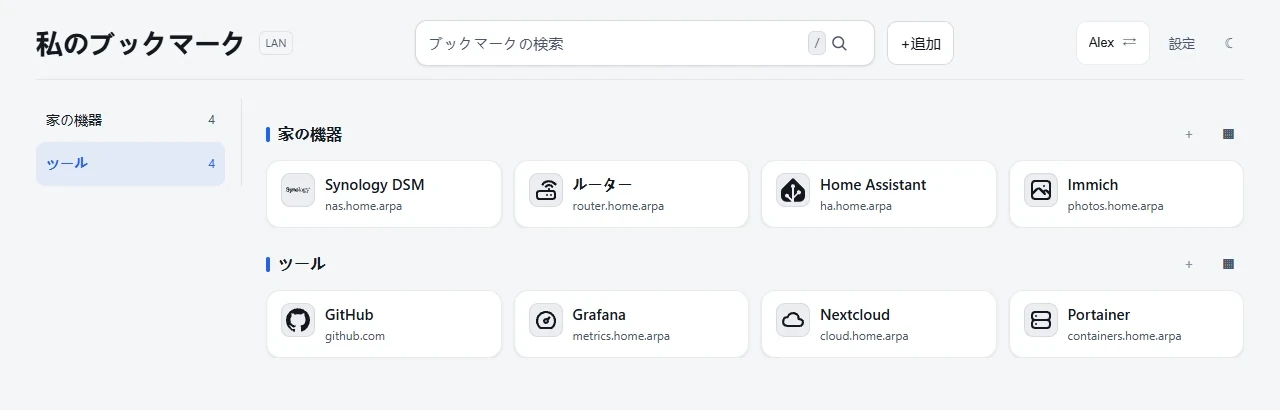 私のブックマーク LAN
ブックマークの検索 /
+追加
Alex ⇄ 設定 ☾
家の機器 4
ツール 4
家の機器 +
Synology DSM
nas.home.arpa
ルーター
router.home.arpa
Home Assistant
ha.home.arpa
Immich
photos.home.arpa
ツール +
GitHub
github.com
Grafana
metrics.home.arpa
Nextcloud
cloud.home.arpa
Portainer
containers.home.arpa